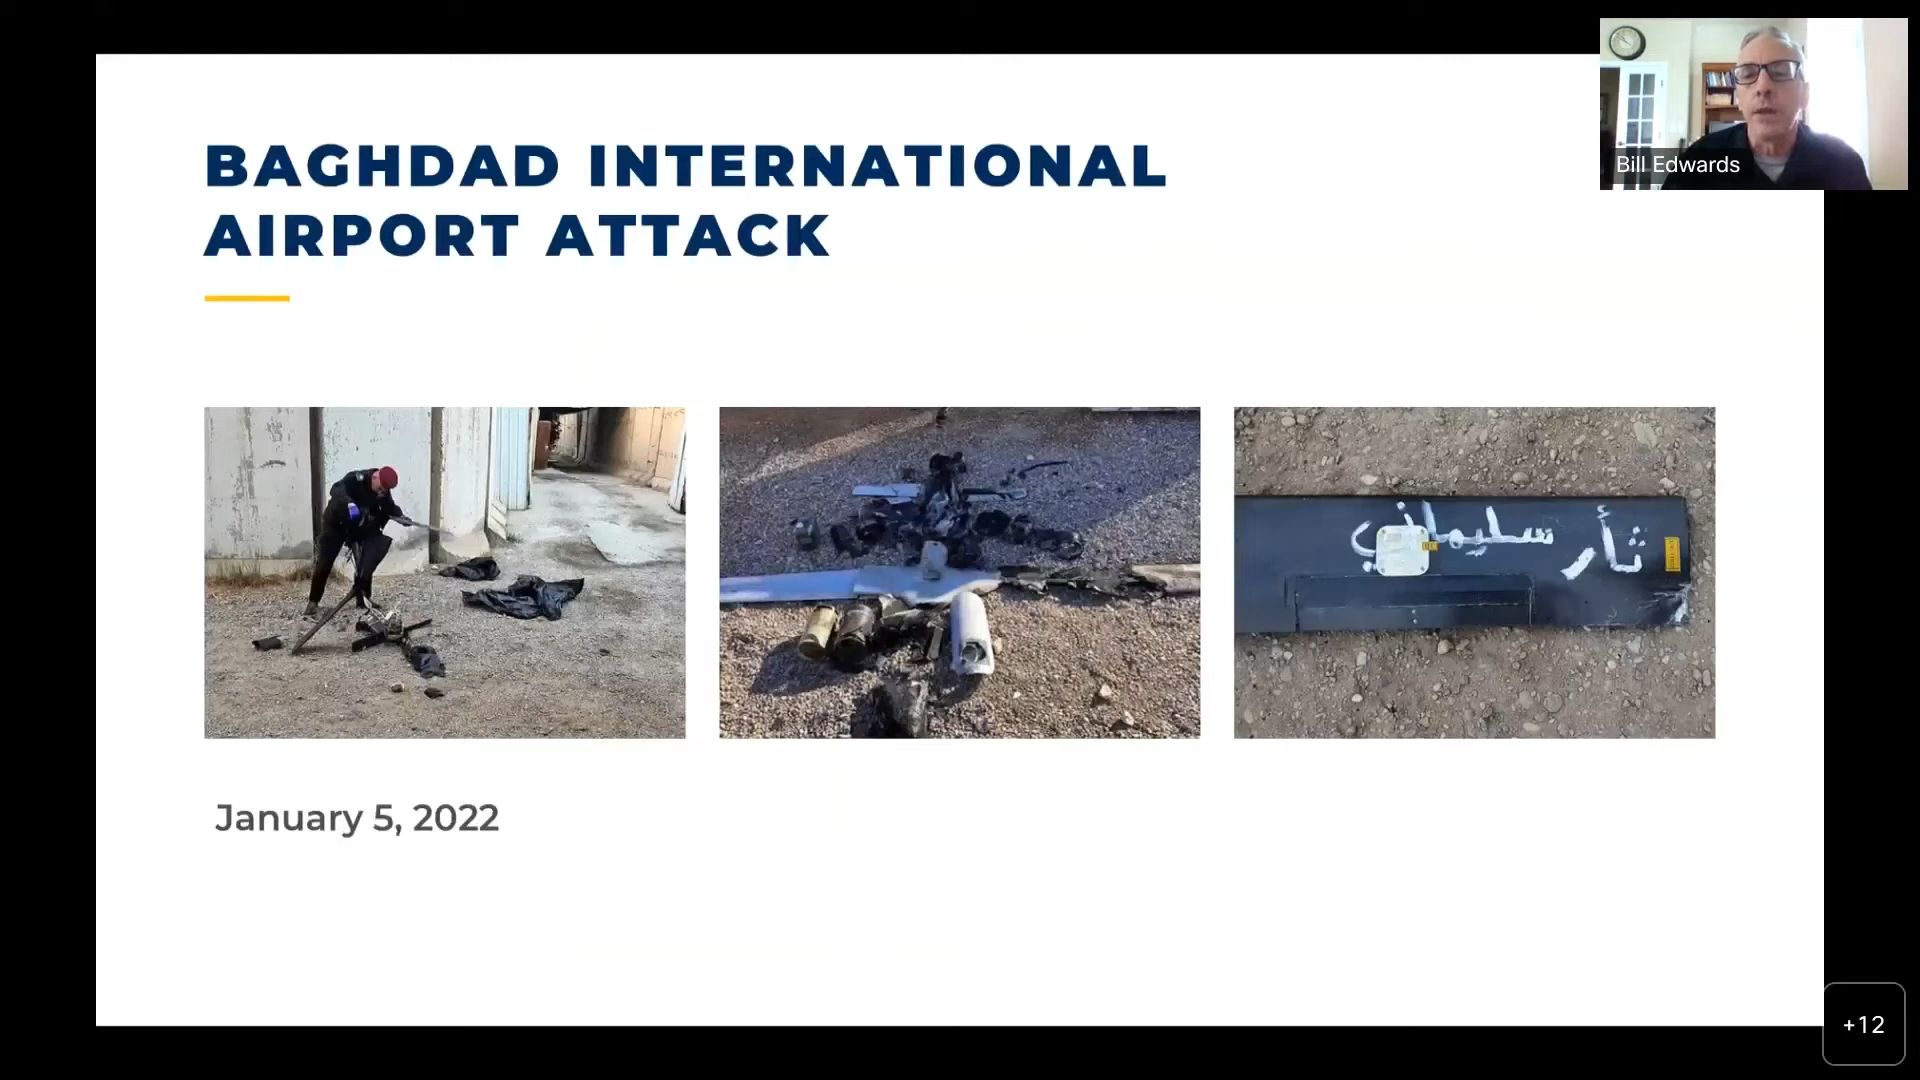 BAGHDAD INTERNATIONAL
AIRPORT ATTACK
Bill Edwards
ثأر سليماني
January 5, 2022
+12